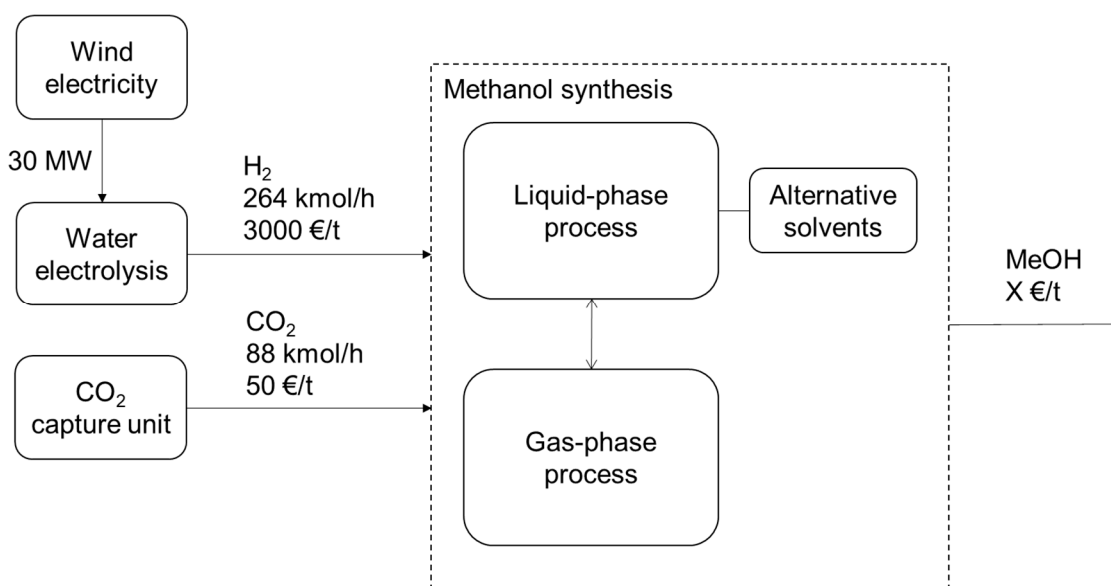 Wind
electricity
30 MW
Water
electrolysis
H₂
264 kmol/h
3000 €/t
CO₂
capture unit
CO₂
88 kmol/h
50 €/t
Methanol synthesis
Liquid-phase
process
Alternative
solvents
Gas-phase
process
MeOH
X €/t